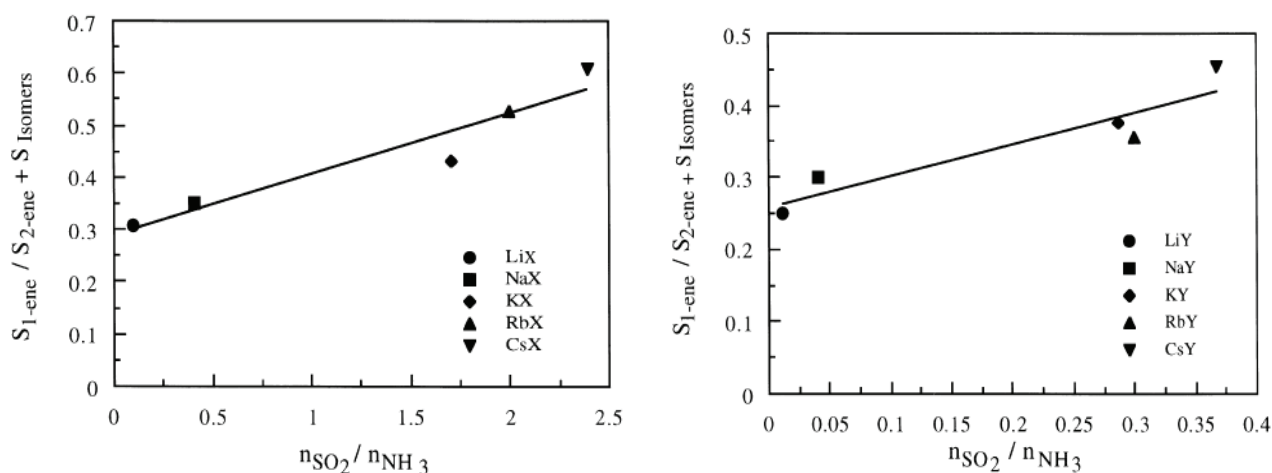 0.7
0.6
0.5
0.4
0.3
0.2
0.1
0
S1-ene / S2-ene + S Isomers
LiX
NaX
KX
RbX
CsX
0 0.5 1 1.5 2 2.5
nSO2 / nNH3
0.5
0.4
0.3
0.2
0.1
0
S1-ene / S2-ene + SIsomers
LiY
NaY
KY
RbY
CsY
0 0.05 0.1 0.15 0.2 0.25 0.3 0.35 0.4
nSO2 / nNH3